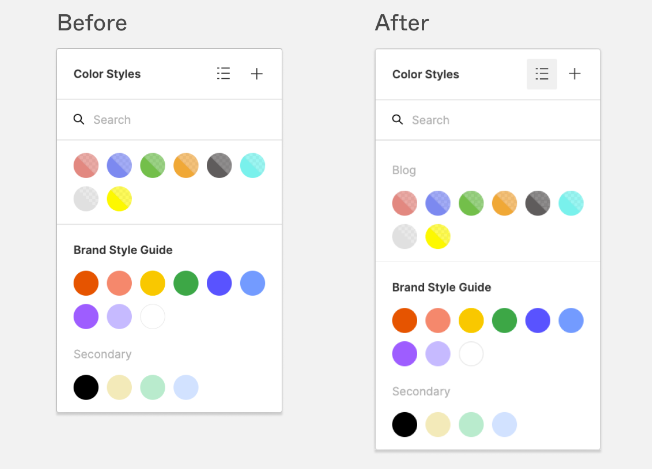 Before
Color Styles
Search
Brand Style Guide
Secondary
After
Color Styles
Search
Blog
Brand Style Guide
Secondary